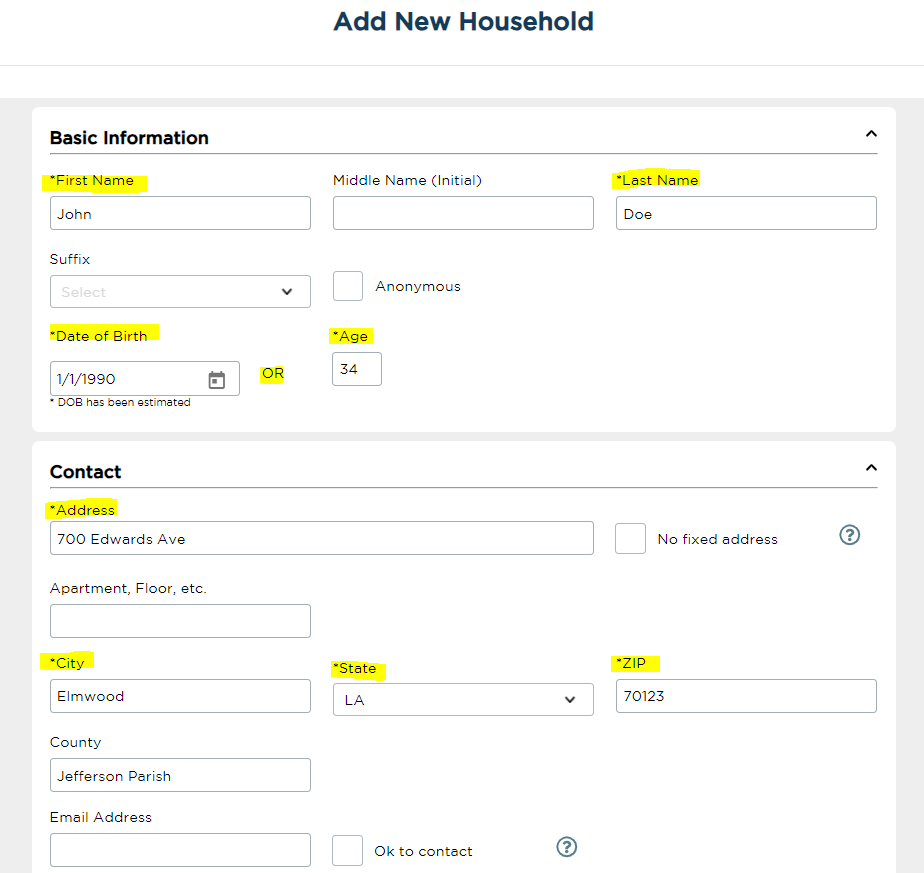 Add New Household
Basic Information
*First Name Middle Name (Initial) *Last Name
John Doe
Suffix
Select Anonymous
*Date of Birth *Age
1/1/1990 OR 34
* DOB has been estimated
Contact
*Address
700 Edwards Ave No fixed address ?
Apartment, Floor, etc.
*City *State *ZIP
Elmwood LA 70123
County
Jefferson Parish
Email Address
Ok to contact ?